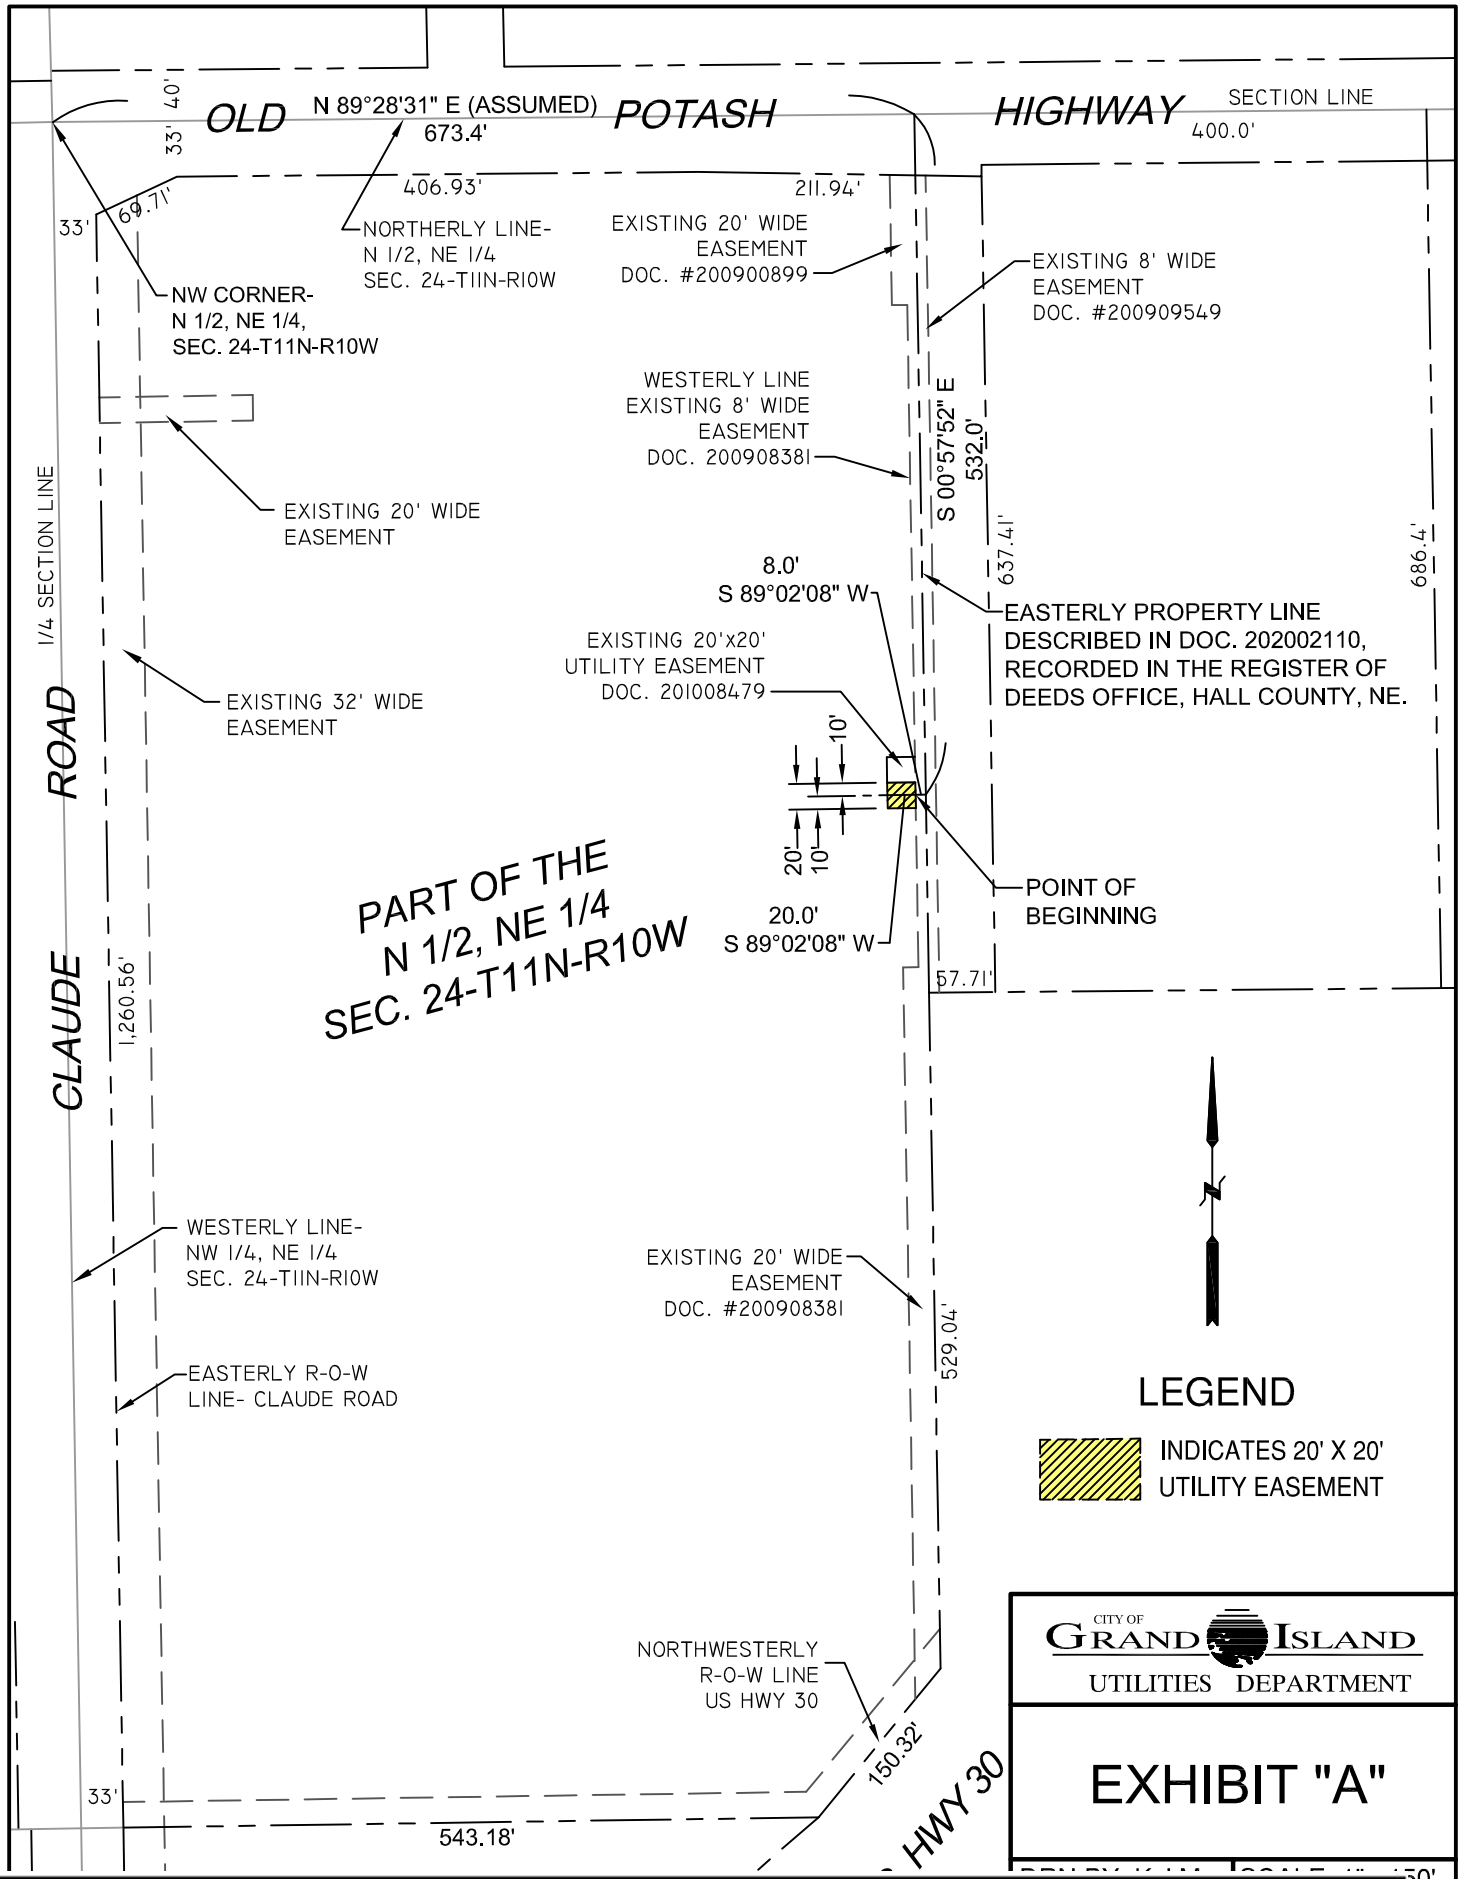 40'
33'
OLD
N 89°28'31" E (ASSUMED)
673.4'
POTASH
HIGHWAY
SECTION LINE
400.0'
33'
69.71'
406.93'
211.94'
NORTHERLY LINE-
N 1/2, NE 1/4
SEC. 24-T11N-R10W
EXISTING 20' WIDE
EASEMENT
DOC. #200900899
EXISTING 8' WIDE
EASEMENT
DOC. #200909549
NW CORNER-
N 1/2, NE 1/4,
SEC. 24-T11N-R10W
WESTERLY LINE
EXISTING 8' WIDE
EASEMENT
DOC. 200908381
S 00°57'52" E
532.0'
637.41'
686.4'
1/4 SECTION LINE
EXISTING 20' WIDE
EASEMENT
8.0'
S 89°02'08" W
EASTERLY PROPERTY LINE
DESCRIBED IN DOC. 202002110,
RECORDED IN THE REGISTER OF
DEEDS OFFICE, HALL COUNTY, NE.
EXISTING 20'x20'
UTILITY EASEMENT
DOC. 201008479
EXISTING 32' WIDE
EASEMENT
CLAUDE ROAD
10'
20'
10'
PART OF THE
N 1/2, NE 1/4
SEC. 24-T11N-R10W
POINT OF
BEGINNING
20.0'
S 89°02'08" W
57.71'
1,260.56'
WESTERLY LINE-
NW 1/4, NE 1/4
SEC. 24-T11N-R10W
EXISTING 20' WIDE
EASEMENT
DOC. #200908381
529.04'
EASTERLY R-O-W
LINE- CLAUDE ROAD
LEGEND
INDICATES 20' X 20'
UTILITY EASEMENT
NORTHWESTERLY
R-O-W LINE
US HWY 30
150.32'
HWY 30
33'
543.18'
CITY OF
GRAND ISLAND
UTILITIES DEPARTMENT
EXHIBIT "A"